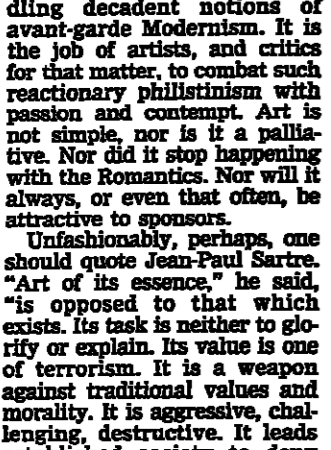 dling decadent notions of
avant-garde Modernism. It is
the job of artists, and critics
for that matter, to combat such
reactionary philistinism with
passion and contempt. Art is
not simple, nor is it a pallia-
tive. Nor did it stop happening
with the Romantics. Nor will it
always, or even that often, be
attractive to sponsors.
Unfashionably, perhaps, one
should quote Jean-Paul Sartre.
"Art of its essence," he said,
"is opposed to that which
exists. Its task is neither to glo-
rify or explain. Its value is one
of terrorism. It is a weapon
against traditional values and
morality. It is aggressive, chal-
lenging, destructive. It leads